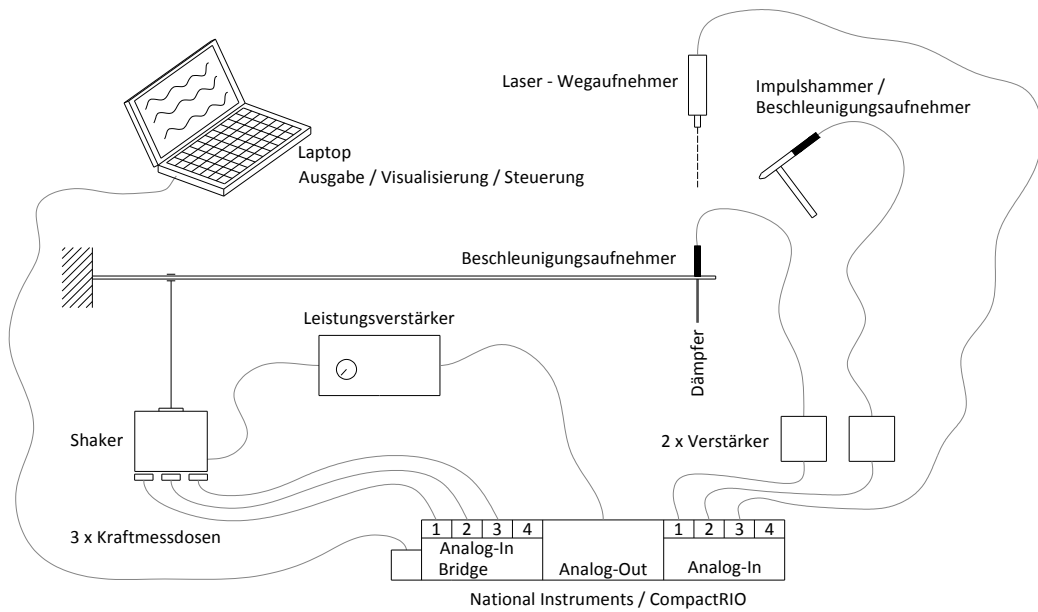 Laser - Wegaufnehmer
Impulshammer /
Beschleunigungsaufnehmer
Laptop
Ausgabe / Visualisierung / Steuerung
Beschleunigungsaufnehmer
Leistungsverstärker
Dämpfer
Shaker
2 x Verstärker
3 x Kraftmessdosen
1 2 3 4
Analog-In
Bridge
Analog-Out
1 2 3 4
Analog-In
National Instruments / CompactRIO